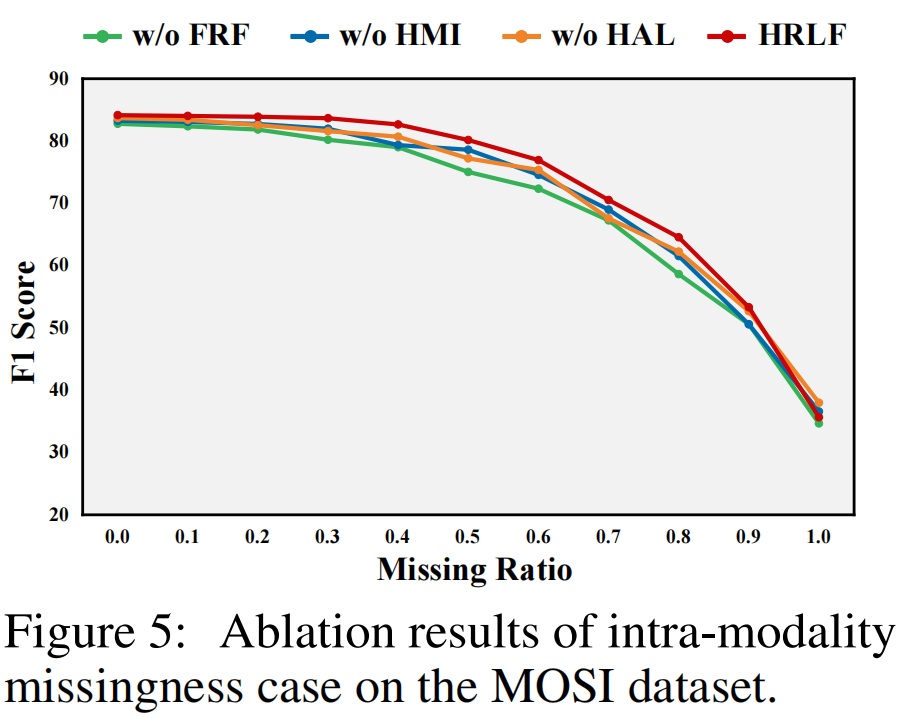 w/o FRF w/o HMI w/o HAL HRLF
90
80
70
60
50
40
30
20
F1 Score
0.0 0.1 0.2 0.3 0.4 0.5 0.6 0.7 0.8 0.9 1.0
Missing Ratio
Figure 5: Ablation results of intra-modality
missingness case on the MOSI dataset.